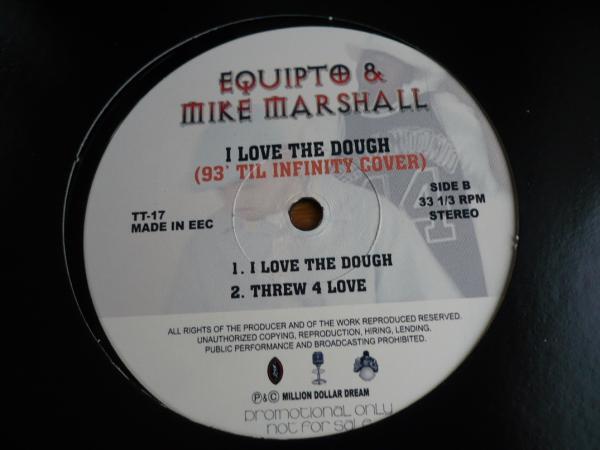 EQUIPTO &
MIKE MARSHALL
I LOVE THE DOUGH
(93' TIL INFINITY COVER)
TT-17
MADE IN EEC
SIDE B
33 1/3 RPM
STEREO
1. I LOVE THE DOUGH
2. THREW 4 LOVE
ALL RIGHTS OF THE PRODUCER AND OF THE WORK REPRODUCED RESERVED.
UNAUTHORIZED COPYING, REPRODUCTION, HIRING, LENDING.
PUBLIC PERFORMANCE AND BROADCASTING PROHIBITED.
℗&© MILLION DOLLAR DREAM
PROMOTIONAL ONLY
NOT FOR SALE